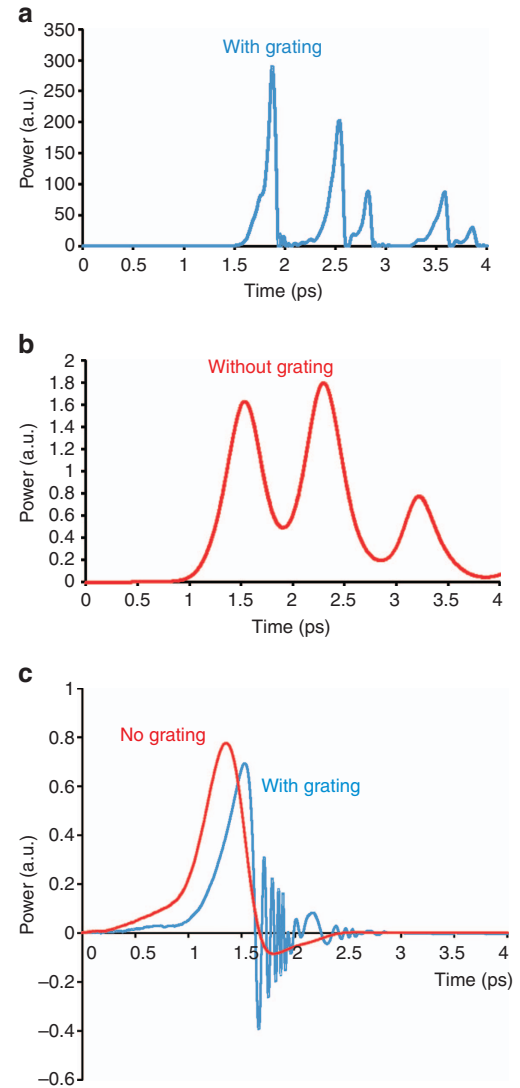 a
350
300
250
200
150
100
50
0
Power (a.u.)
With grating
0 0.5 1 1.5 2 2.5 3 3.5 4
Time (ps)
b
2
1.8
1.6
1.4
1.2
1
0.8
0.6
0.4
0.2
0
Power (a.u.)
Without grating
0 0.5 1 1.5 2 2.5 3 3.5 4
Time (ps)
c
1
0.8
0.6
0.4
0.2
0
−0.2
−0.4
−0.6
Power (a.u.)
No grating
With grating
0 0.5 1 1.5 2 2.5 3 3.5 4
Time (ps)